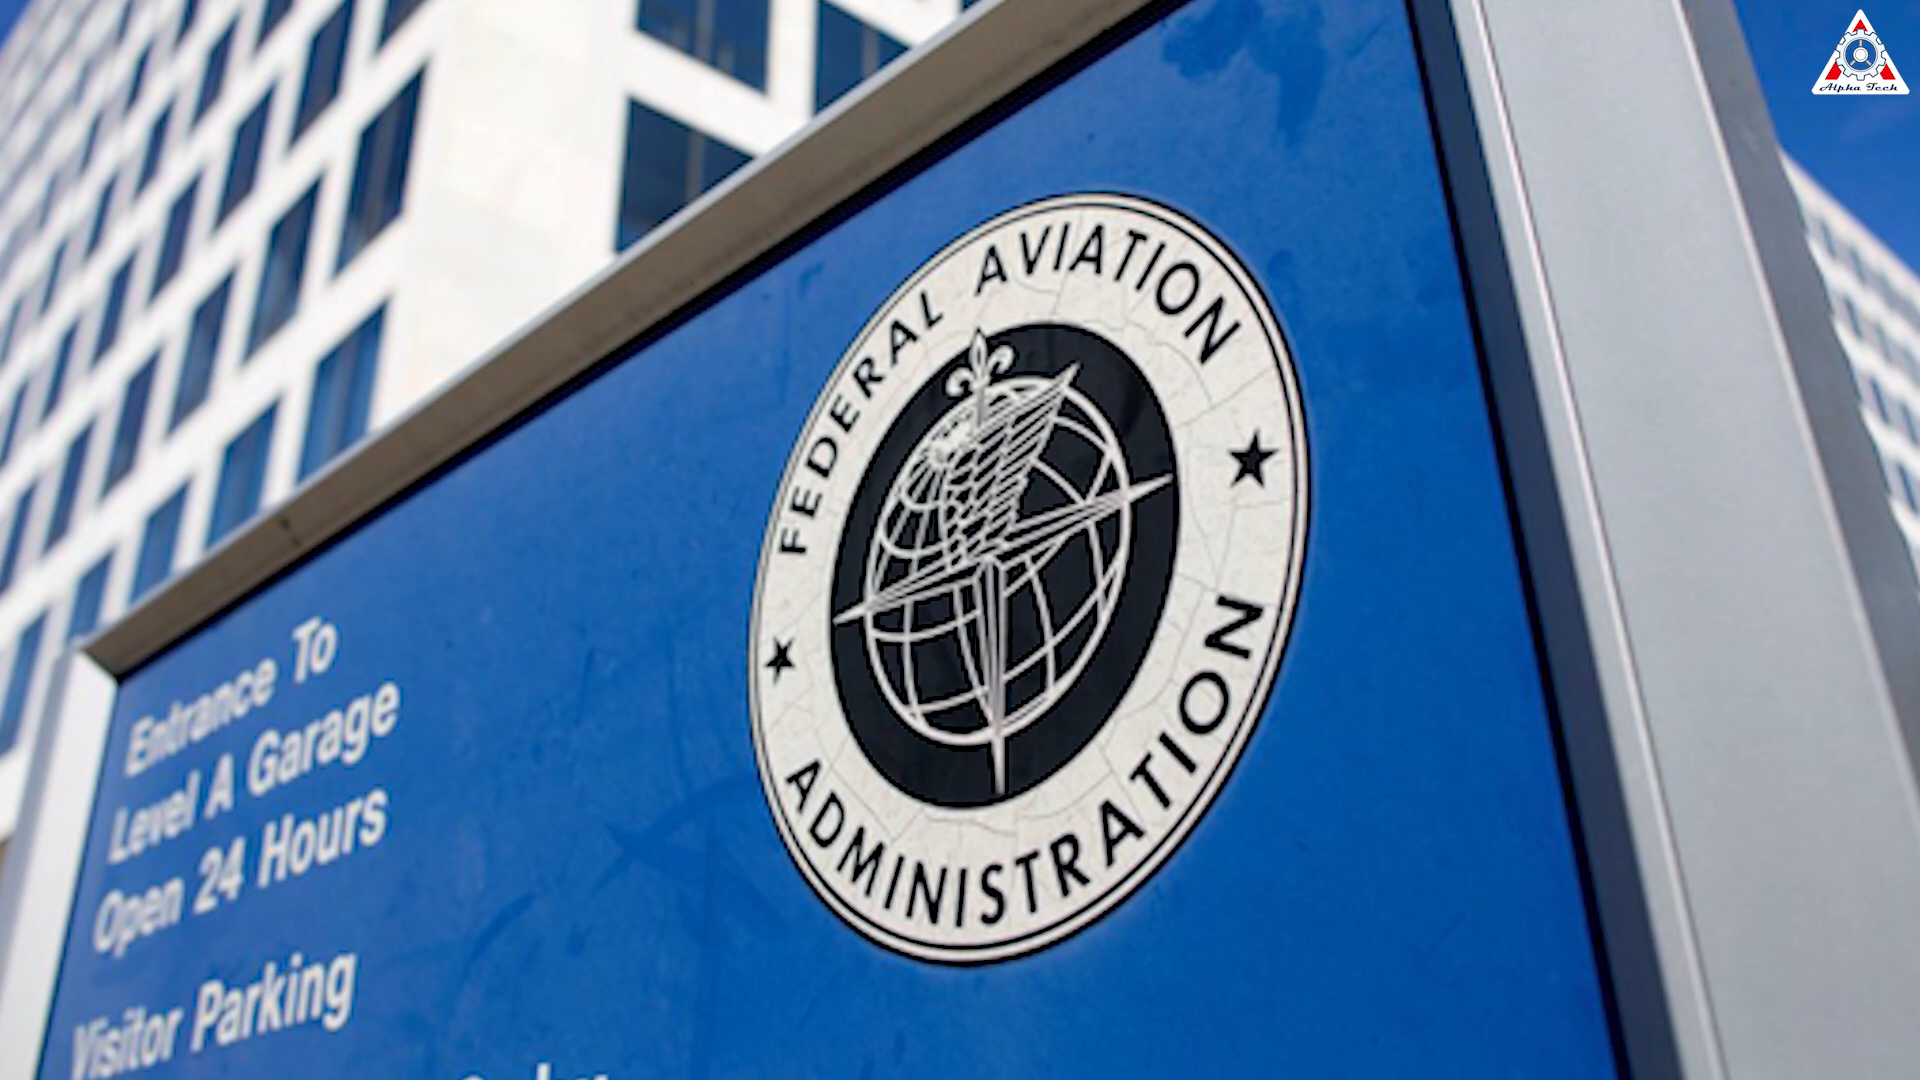 Alpha Tech
FEDERAL AVIATION
ADMINISTRATION
Entrance To
Level A Garage
Open 24 Hours
Visitor Parking